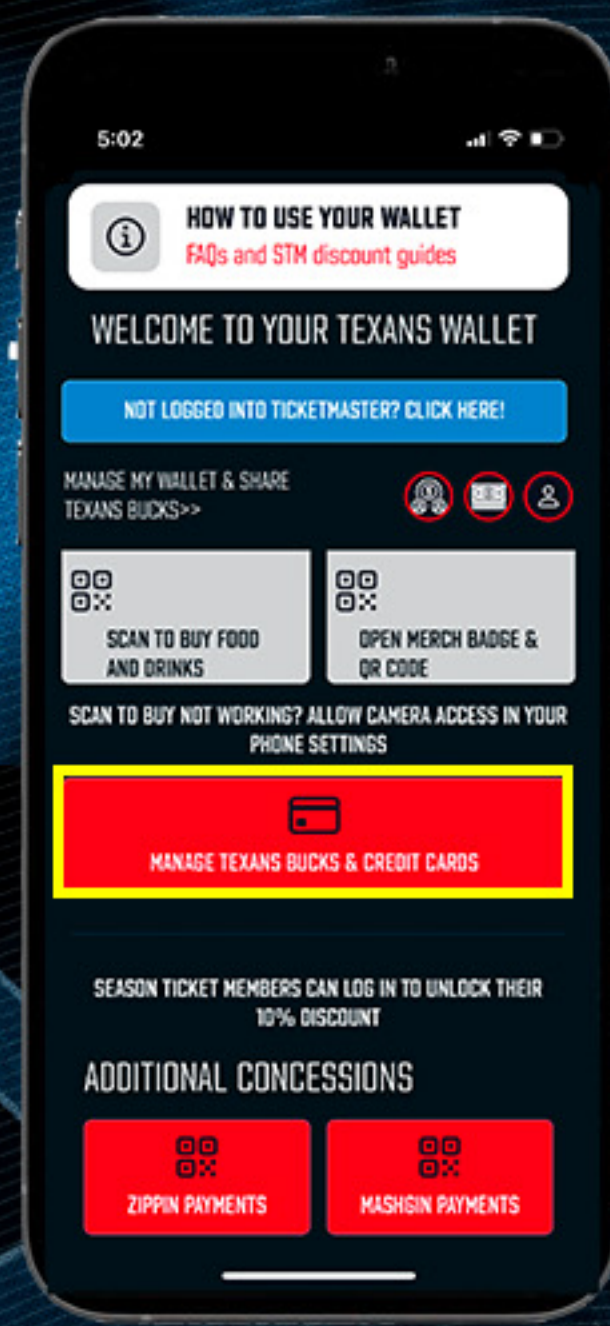 5:02
HOW TO USE YOUR WALLET
FAQs and STM discount guides
WELCOME TO YOUR TEXANS WALLET
NOT LOGGED INTO TICKETMASTER? CLICK HERE!
MANAGE MY WALLET & SHARE
TEXANS BUCKS>>
SCAN TO BUY FOOD
AND DRINKS
OPEN MERCH BADGE &
QR CODE
SCAN TO BUY NOT WORKING? ALLOW CAMERA ACCESS IN YOUR
PHONE SETTINGS
MANAGE TEXANS BUCKS & CREDIT CARDS
SEASON TICKET MEMBERS CAN LOG IN TO UNLOCK THEIR
10% DISCOUNT
ADDITIONAL CONCESSIONS
ZIPPIN PAYMENTS
MASHGIN PAYMENTS